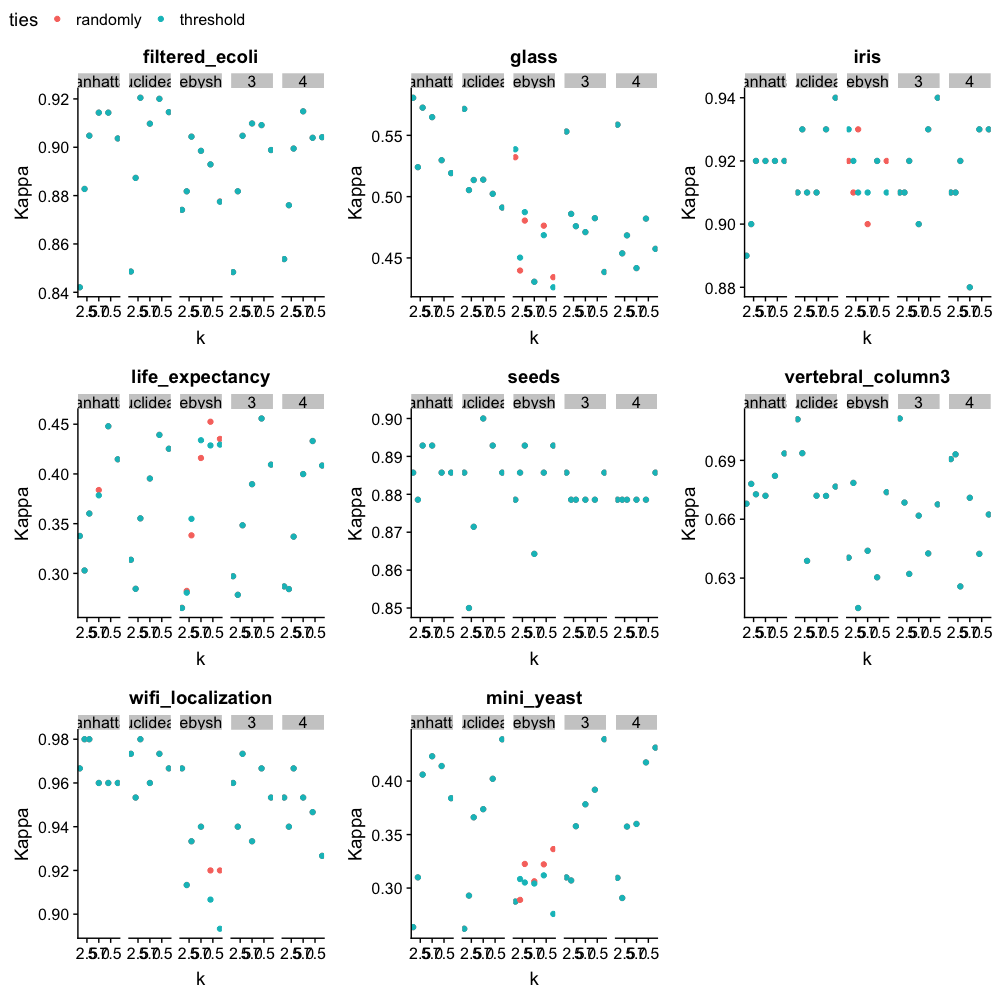 ties randomly threshold
filtered_ecoli
anhatt uclidea ebysh 3 4
0.92
0.90
0.88
0.86
0.84
Kappa
k
glass
anhatt uclidea ebysh 3 4
0.55
0.50
0.45
Kappa
k
iris
anhatt uclidea ebysh 3 4
0.94
0.92
0.90
0.88
Kappa
k
life_expectancy
anhatt uclidea ebysh 3 4
0.45
0.40
0.35
0.30
Kappa
k
seeds
anhatt uclidea ebysh 3 4
0.90
0.89
0.88
0.87
0.86
0.85
Kappa
k
vertebral_column3
anhatt uclidea ebysh 3 4
0.69
0.66
0.63
Kappa
k
wifi_localization
anhatt uclidea ebysh 3 4
0.98
0.96
0.94
0.92
0.90
Kappa
k
mini_yeast
anhatt uclidea ebysh 3 4
0.40
0.35
0.30
Kappa
k